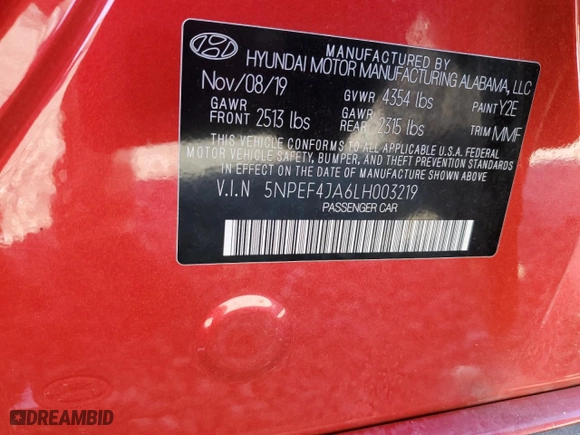 MANUFACTURED BY
HYUNDAI MOTOR MANUFACTURING ALABAMA, LLC
Nov/08/19 GVWR 4354 lbs PAINT Y2E
GAWR FRONT 2513 lbs GAWR REAR 2315 lbs TRIM MMF
THIS VEHICLE CONFORMS TO ALL APPLICABLE U.S.A. FEDERAL
MOTOR VEHICLE SAFETY, BUMPER, AND THEFT PREVENTION STANDARDS
IN EFFECT ON THE DATE OF MANUFACTURE SHOWN ABOVE.
V.I.N 5NPEF4JA6LH003219
PASSENGER CAR
DREAMBID